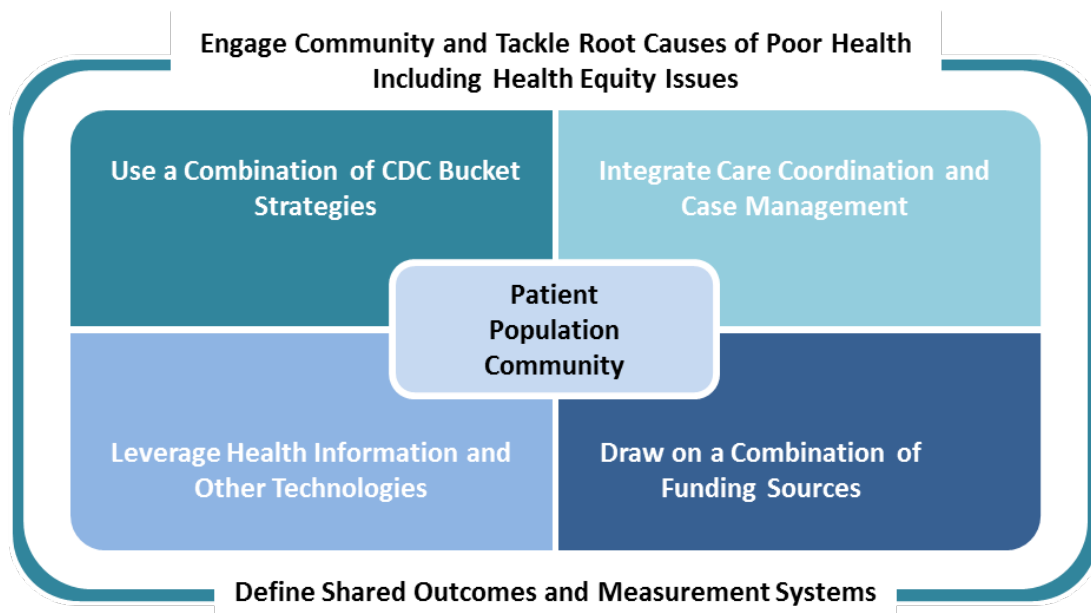 Engage Community and Tackle Root Causes of Poor Health
Including Health Equity Issues
Use a Combination of CDC Bucket
Strategies
Integrate Care Coordination and
Case Management
Patient
Population
Community
Leverage Health Information and
Other Technologies
Draw on a Combination of
Funding Sources
Define Shared Outcomes and Measurement Systems